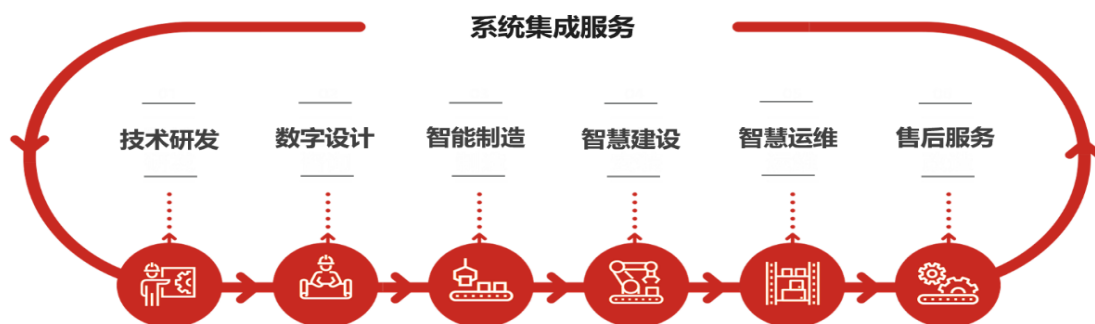 系统集成服务
技术研发
数字设计
智能制造
智慧建设
智慧运维
售后服务